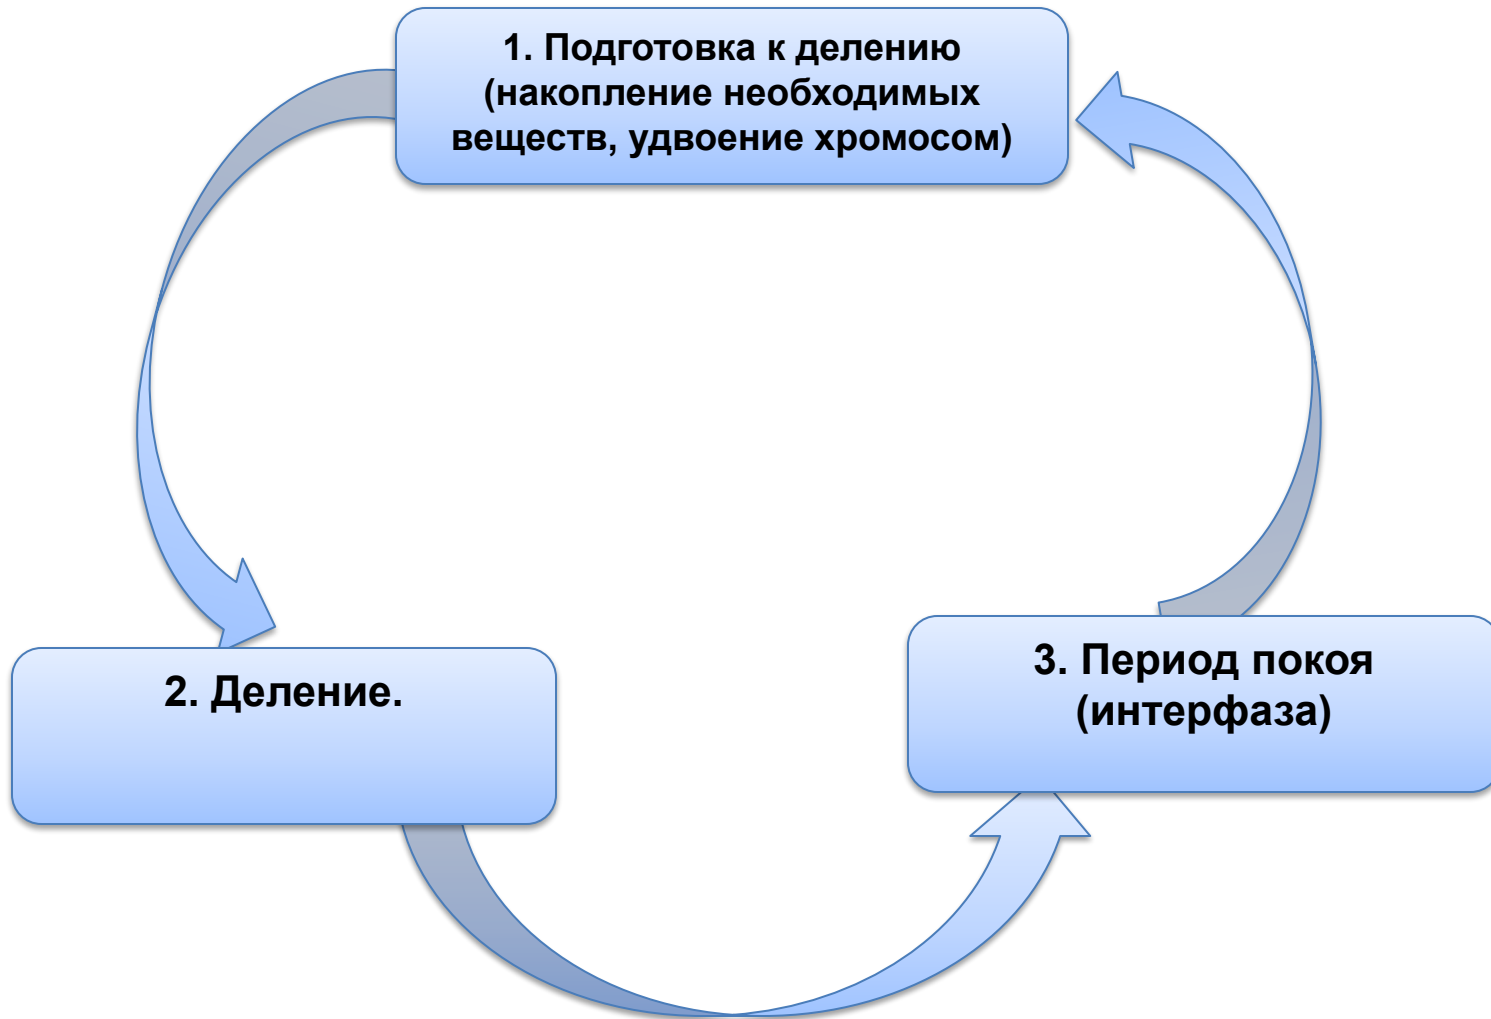 1. Подготовка к делению
(накопление необходимых
веществ, удвоение хромосом)
2. Деление.
3. Период покоя
(интерфаза)